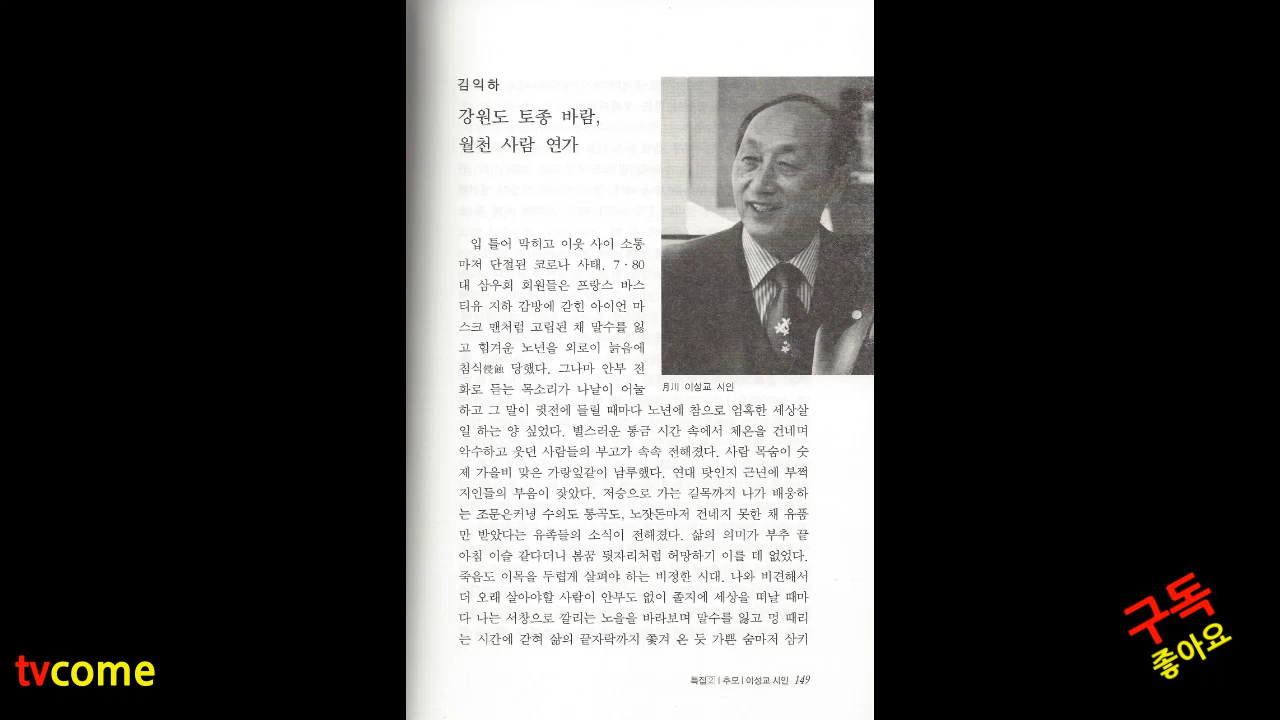 김익하
강원도 토종 바람,
월천 사람 연가
입 틀어 막히고 이웃 사이 소통
마저 단절된 코로나 사태. 7·80
대 삼우회 회원들은 프랑스 바스
티유 지하 감방에 갇힌 아이언 마
스크 맨처럼 고립된 채 말수를 잃
고 힘겨운 노년을 외로이 늙음에
침식侵蝕 당했다. 그나마 안부 전
화로 듣는 목소리가 나날이 어눌
月川 이성교 시인
하고 그 말이 귓전에 들릴 때마다 노년에 참으로 엄혹한 세상살
일 하는 양 싶었다. 별스러운 통금 시간 속에서 체온을 건네며
악수하고 웃던 사람들의 부고가 속속 전해졌다. 사람 목숨이 숫
제 가을비 맞은 가랑잎같이 남루했다. 연대 탓인지 근년에 부쩍
지인들의 부음이 잦았다. 저승으로 가는 길목까지 나가 배웅하
는 조문은커녕 수의도 통곡도, 노잣돈마저 건네지 못한 채 유품
만 받았다는 유족들의 소식이 전해졌다. 삶의 의미가 부추 끝
아침 이슬 같다더니 봄꿈 뒷자리처럼 허망하기 이를 데 없었다.
죽음도 이목을 두렵게 살펴야 하는 비정한 시대. 나와 비견해서
더 오래 살아야할 사람이 안부도 없이 졸지에 세상을 떠날 때마
다 나는 서창으로 깔리는 노을을 바라보며 말수를 잃고 멍 때리
는 시간에 갇혀 삶의 끝자락까지 쫓겨 온 듯 가쁜 숨마저 삼키
특집② | 추모 | 이성교 시인 149
tvcome
구독
좋아요